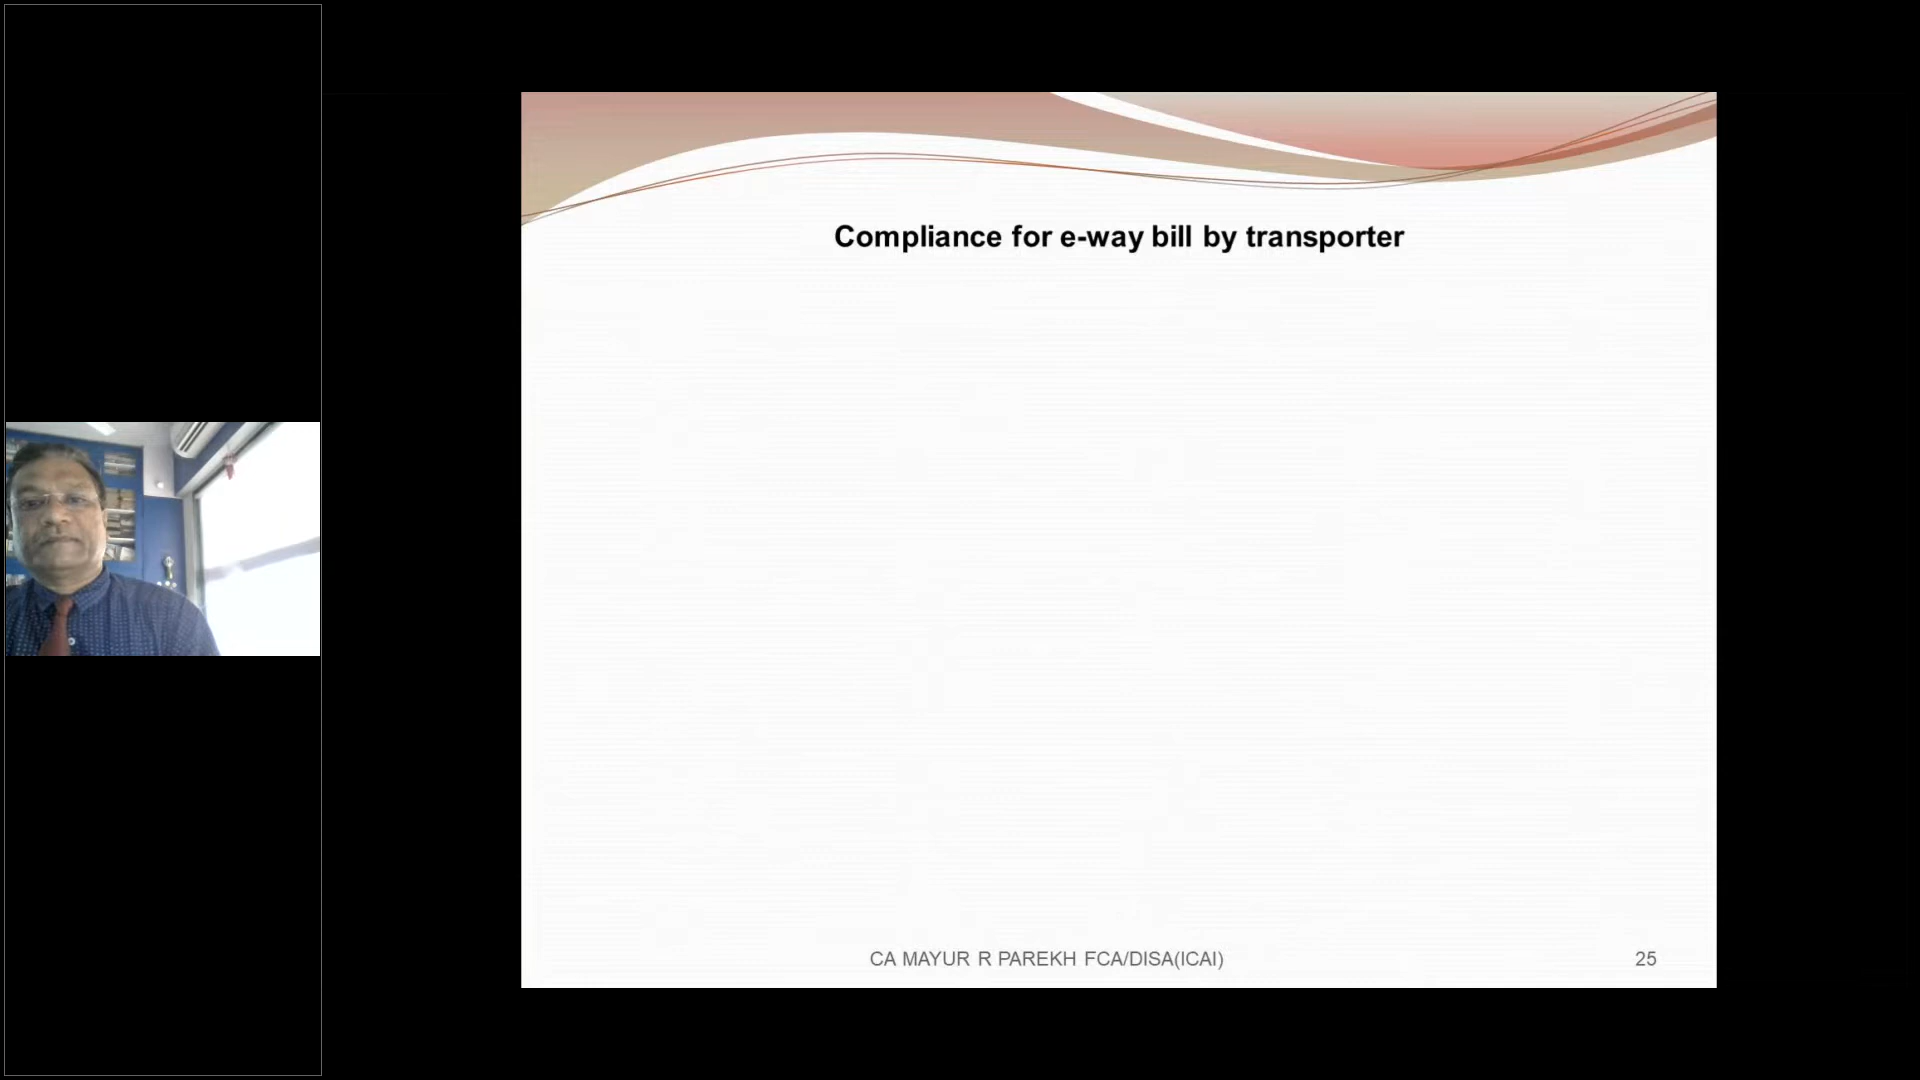 Compliance for e-way bill by transporter
CA MAYUR R PAREKH FCA/DISA(ICAI)
25